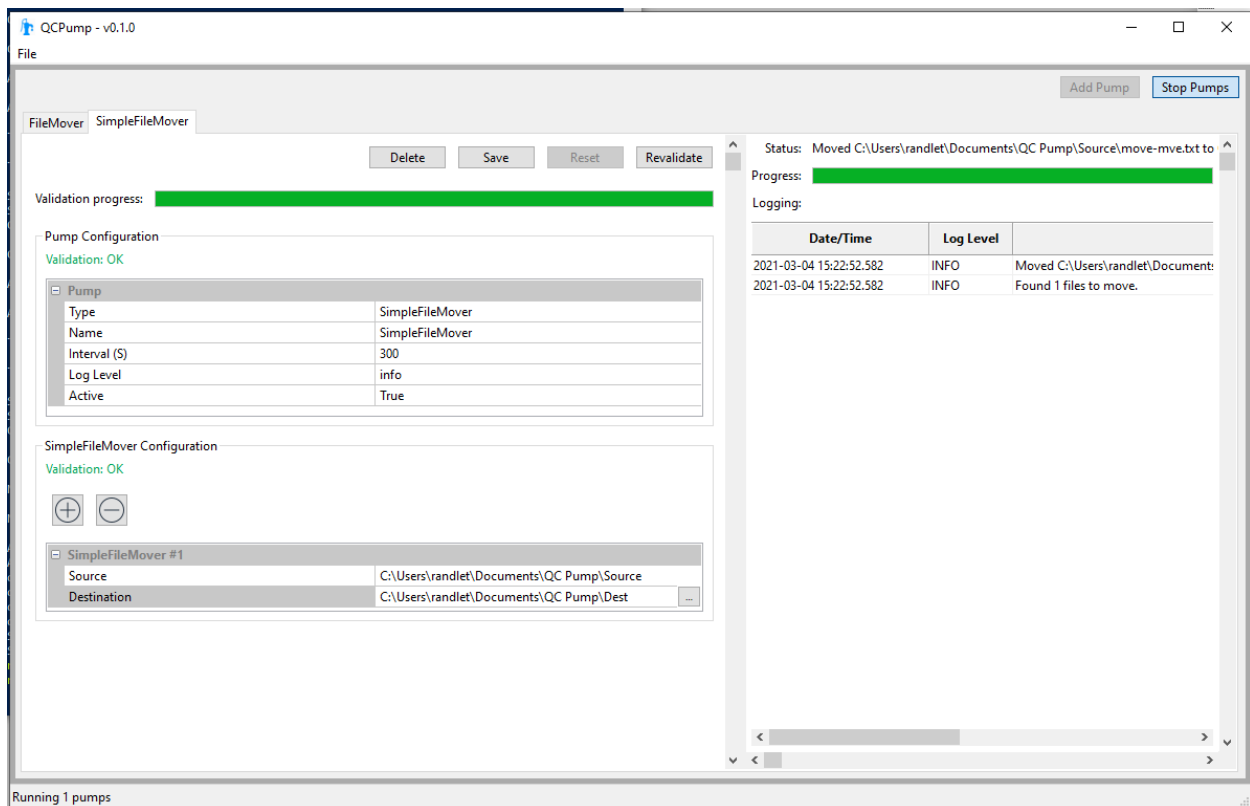 QCPump - v0.1.0
File
Add Pump Stop Pumps
FileMover SimpleFileMover
Delete Save Reset Revalidate
Validation progress:
Pump Configuration
Validation: OK
Pump
Type SimpleFileMover
Name SimpleFileMover
Interval (S) 300
Log Level info
Active True
SimpleFileMover Configuration
Validation: OK
SimpleFileMover #1
Source C:\Users\randlet\Documents\QC Pump\Source
Destination C:\Users\randlet\Documents\QC Pump\Dest ...
Status: Moved C:\Users\randlet\Documents\QC Pump\Source\move-mve.txt to
Progress:
Logging:
Date/Time Log Level
2021-03-04 15:22:52.582 INFO Moved C:\Users\randlet\Documents
2021-03-04 15:22:52.582 INFO Found 1 files to move.
Running 1 pumps